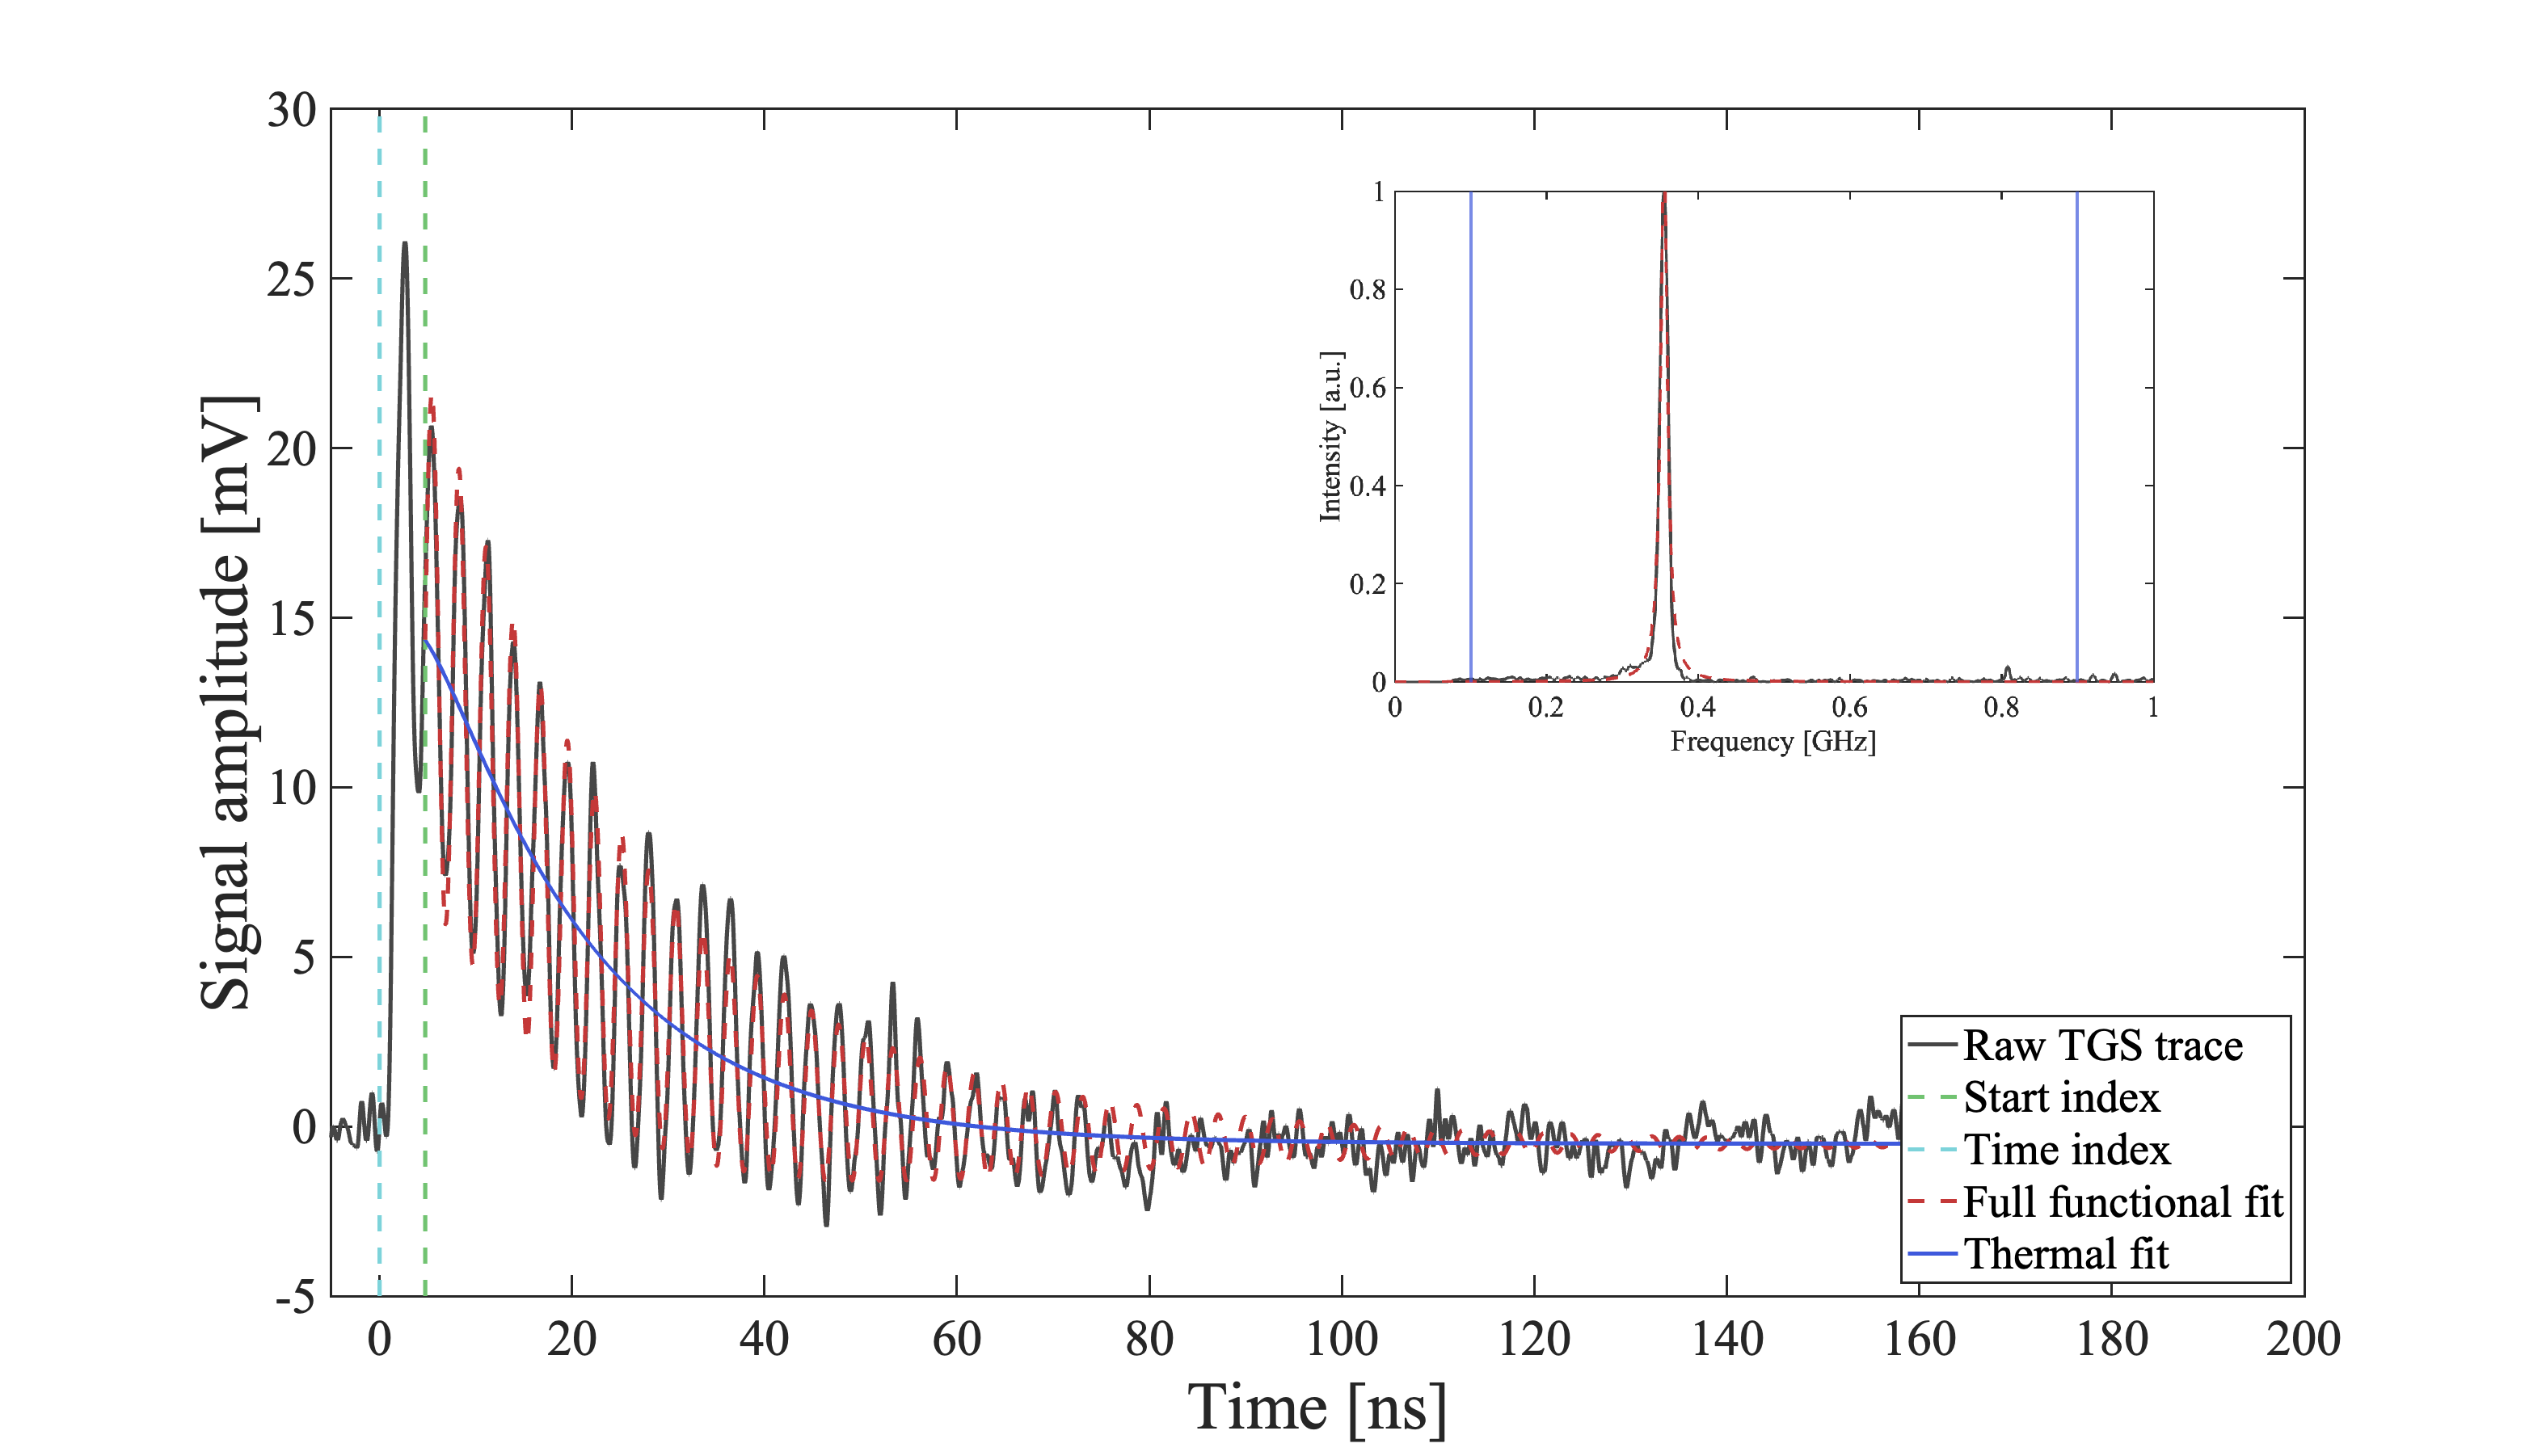 Signal amplitude [mV]
30
25
20
15
10
5
0
-5
0 20 40 60 80 100 120 140 160 180 200
Time [ns]
Intensity [a.u.]
1
0.8
0.6
0.4
0.2
0
0 0.2 0.4 0.6 0.8 1
Frequency [GHz]
Raw TGS trace
Start index
Time index
Full functional fit
Thermal fit